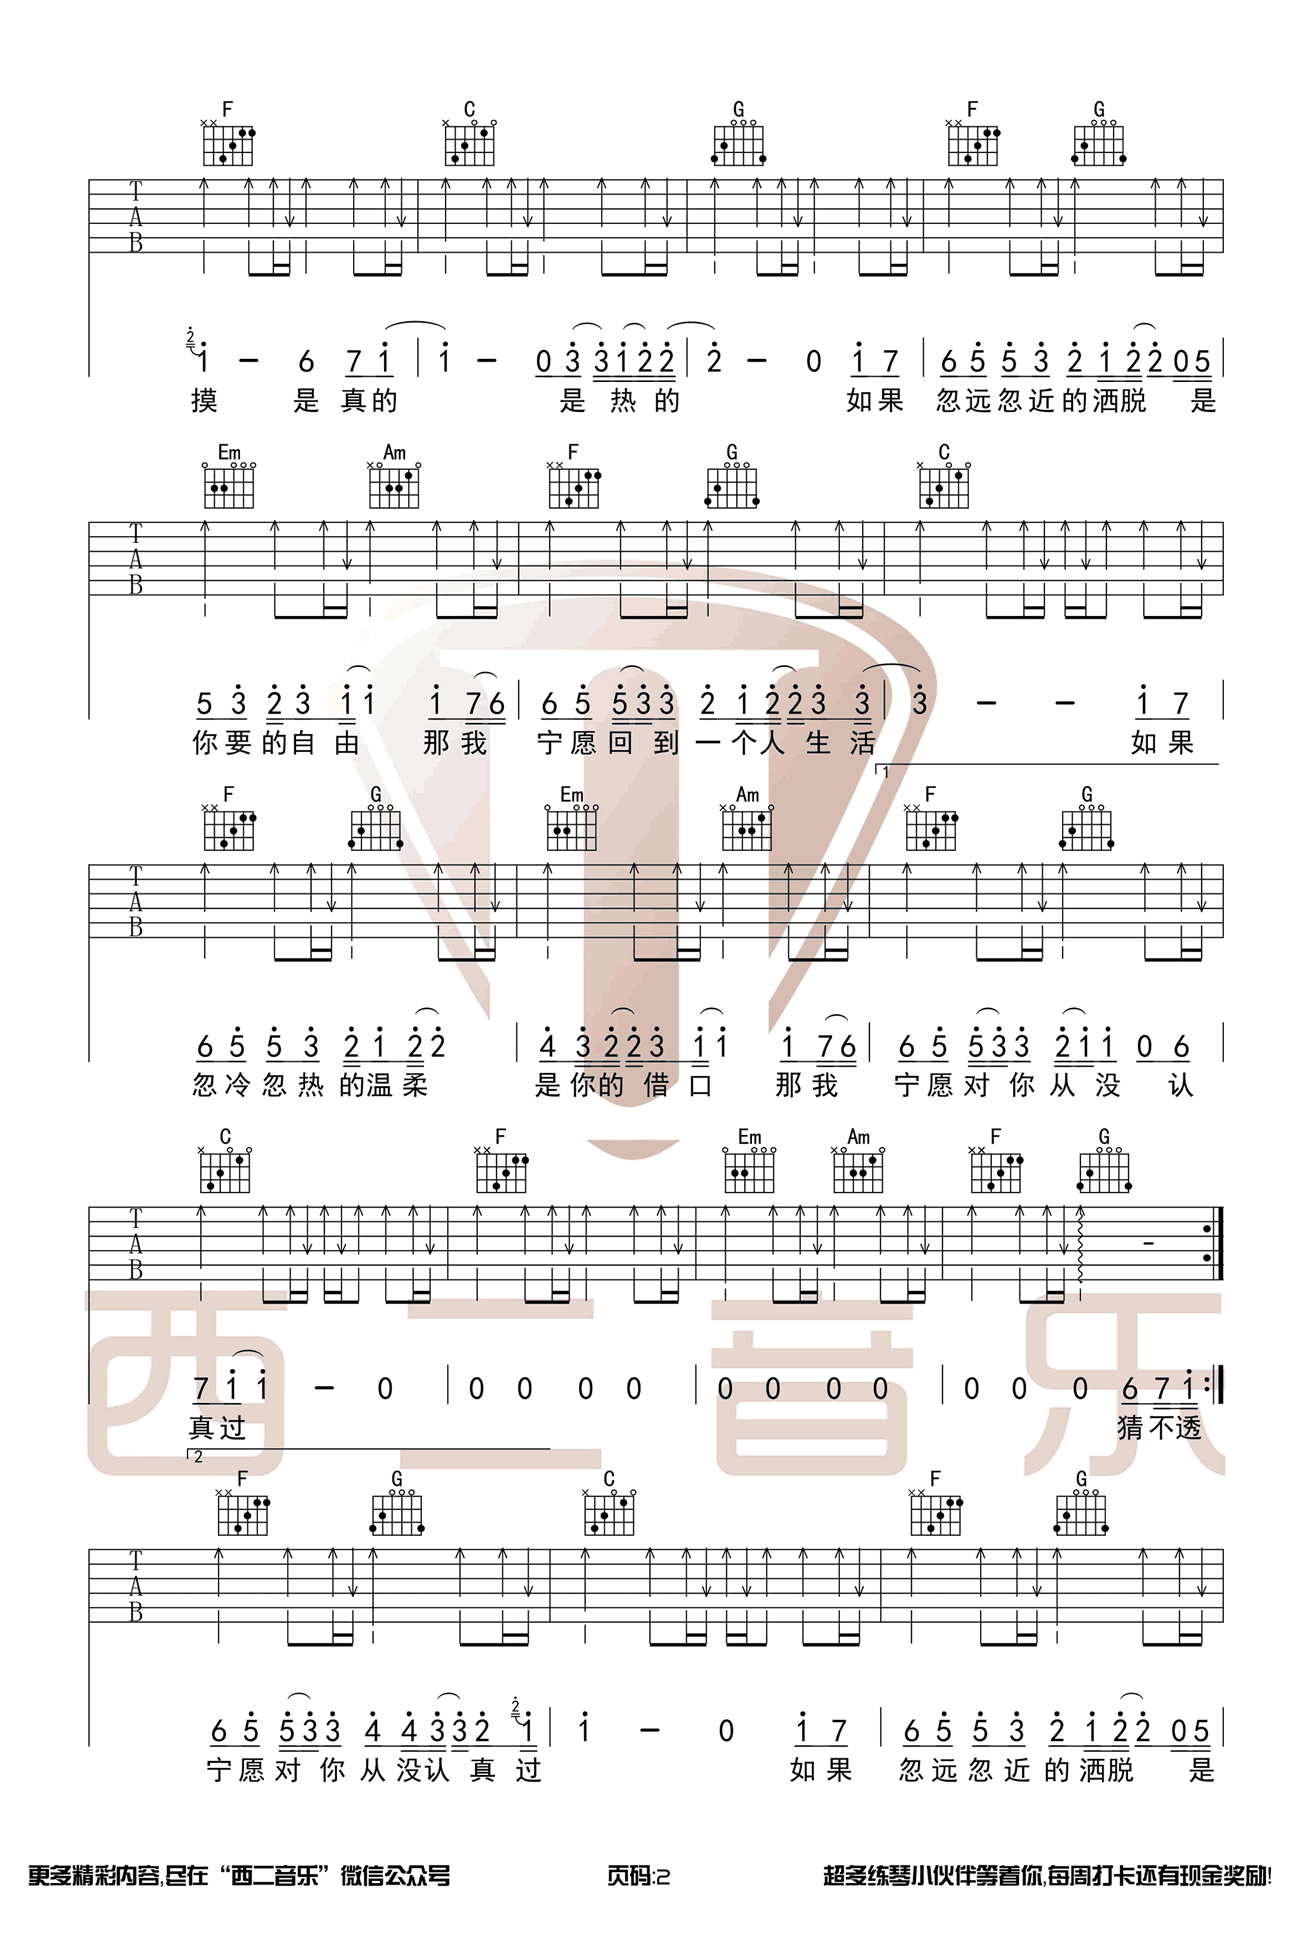 F C G F G
T A B
2 1 - 6 7 1 | 1 - 0 3 3 1 2 2 | 2 - 0 1 7 | 6 5 5 3 2 1 2 2 0 5
摸 是 真的 是 热 的 如果 忽远忽近的洒脱 是
Em Am F G C
T A B
5 3 2 3 1 1 1 7 6 | 6 5 5 3 3 2 1 2 2 3 3 | 3 - - 1 7
你要的自由 那我 宁愿回到一个人生活 如果
1
F G Em Am F G
T A B
6 5 5 3 2 1 2 2 | 4 3 2 2 3 1 1 1 7 6 | 6 5 5 3 3 2 1 1 0 6
忽冷忽热的温柔 是你的借口 那我 宁愿对你从没 认
C F Em Am F G
T A B -
7 1 1 - 0 | 0 0 0 0 | 0 0 0 0 | 0 0 0 6 7 1
真过 猜不透
2
F G C F G
T A B
6 5 5 3 3 4 4 3 3 2 2 1 | 1 - 0 1 7 | 6 5 5 3 2 1 2 2 0 5
宁愿对你从没认真过 如果 忽远忽近的洒脱 是
西二音乐
更多精彩内容,尽在“西二音乐”微信公众号 页码:2 超多练琴小伙伴等着你,每周打卡还有现金奖励!